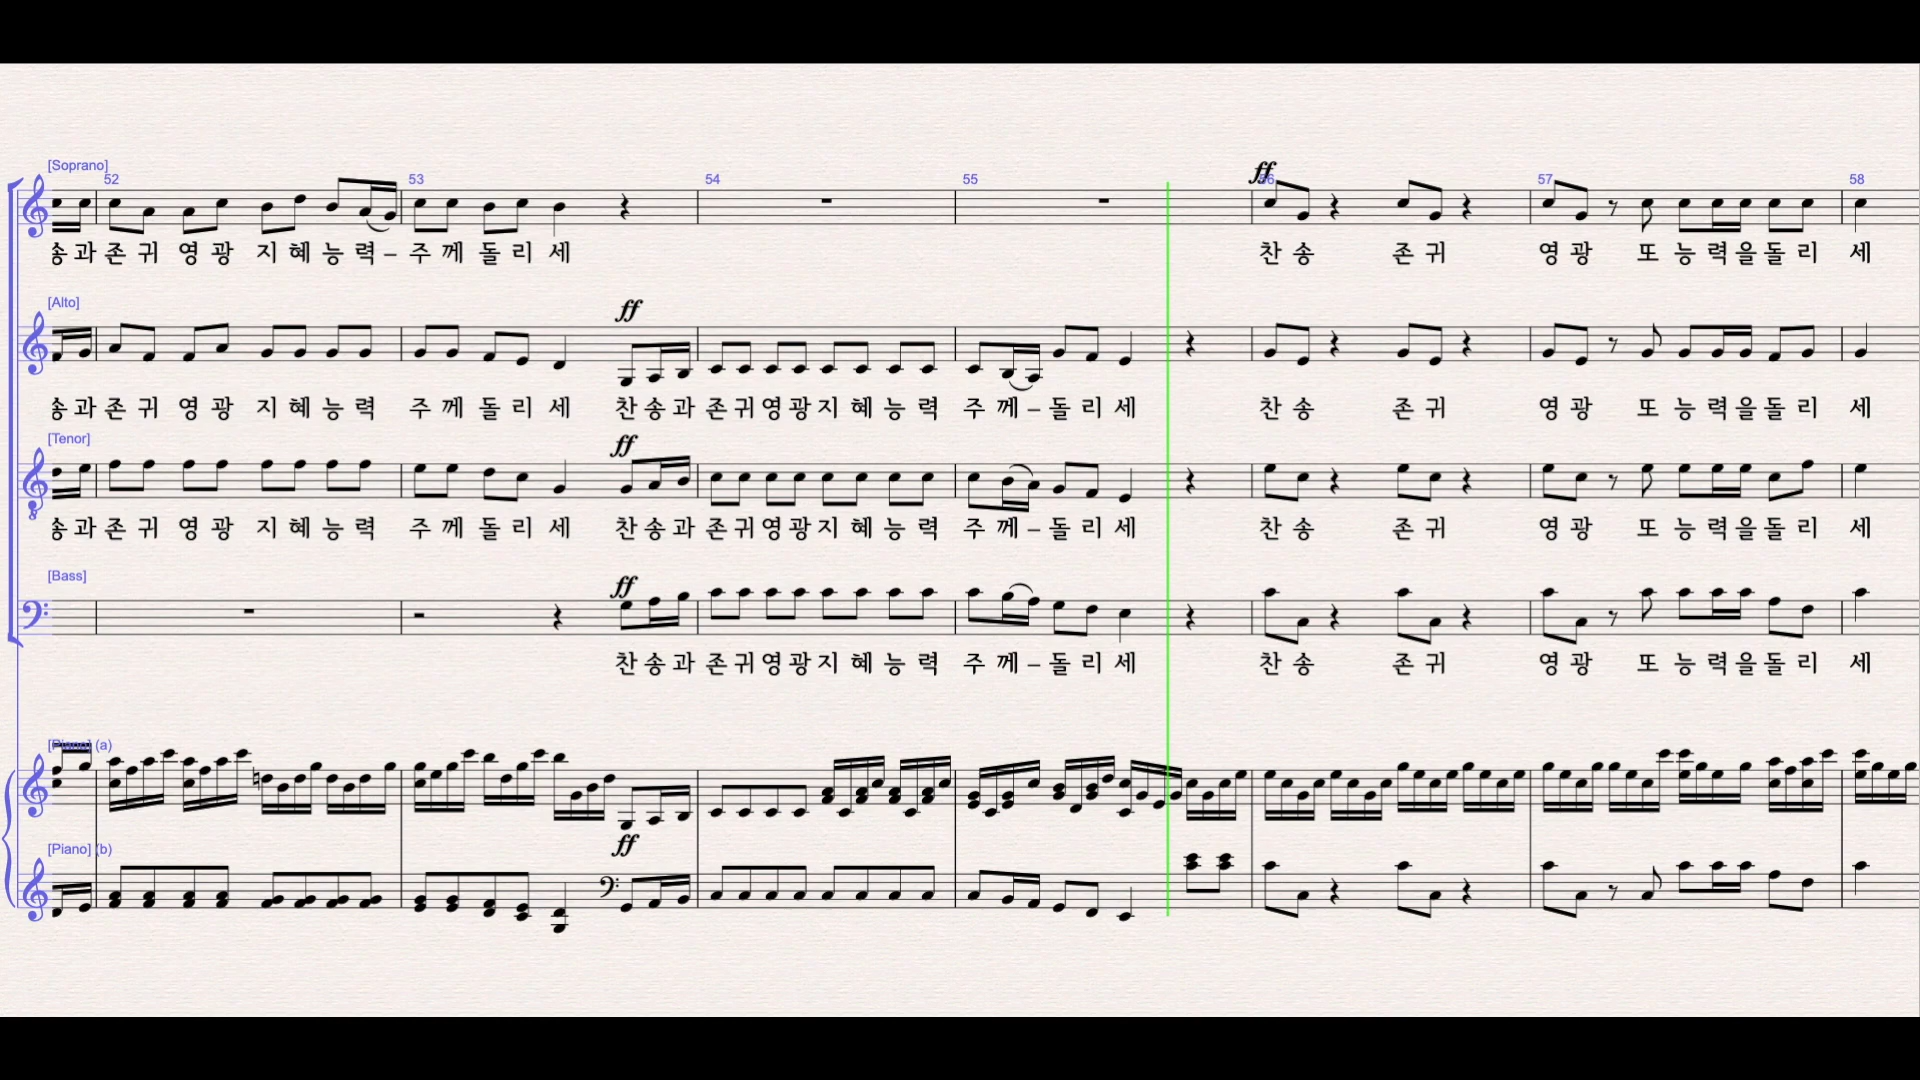 [Soprano]
52 53 54 55 56 57 58
ff
송과 존귀 영광 지혜 능력– 주께 돌리세 찬송 존귀 영광 또 능력을돌리 세
[Alto]
ff
송과 존귀 영광 지혜 능력 주께 돌리세 찬송과 존귀영광지혜 능력 주께–돌리세 찬송 존귀 영광 또 능력을돌리 세
[Tenor]
ff
송과 존귀 영광 지혜 능력 주께 돌리세 찬송과 존귀영광지혜 능력 주께–돌리세 찬송 존귀 영광 또 능력을돌리 세
[Bass]
ff
찬송과 존귀영광지혜 능력 주께–돌리세 찬송 존귀 영광 또 능력을돌리 세
[Piano] (a)
ff
[Piano] (b)